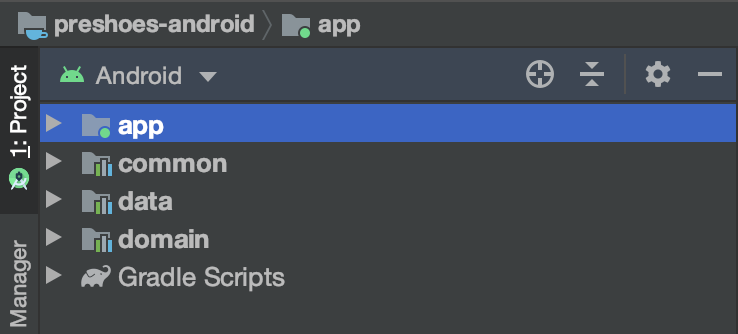 preshoes-android app
Android
app
common
data
domain
Gradle Scripts
1: Project
Manager